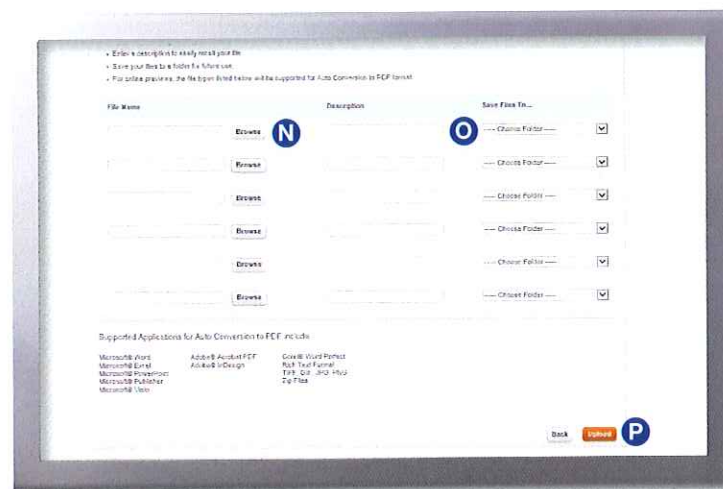 • Enter a description to easily recall your file.
• Save your files to a folder for future use.
• For online previews, the file types listed below will be supported for Auto Conversion to PDF format.
File Name Description Save Files To...
Browse N O ---- Choose Folder ----
Browse ---- Choose Folder ----
Browse ---- Choose Folder ----
Browse ---- Choose Folder ----
Browse ---- Choose Folder ----
Browse ---- Choose Folder ----
Supported Applications for Auto Conversion to PDF include
Microsoft® Word Adobe® Acrobat PDF Corel® Word Perfect
Microsoft® Excel Adobe® InDesign Rich Text Format
Microsoft® PowerPoint TIFF, GIF, JPG, PNG
Microsoft® Publisher Zip Files
Microsoft® Visio
Back Upload P